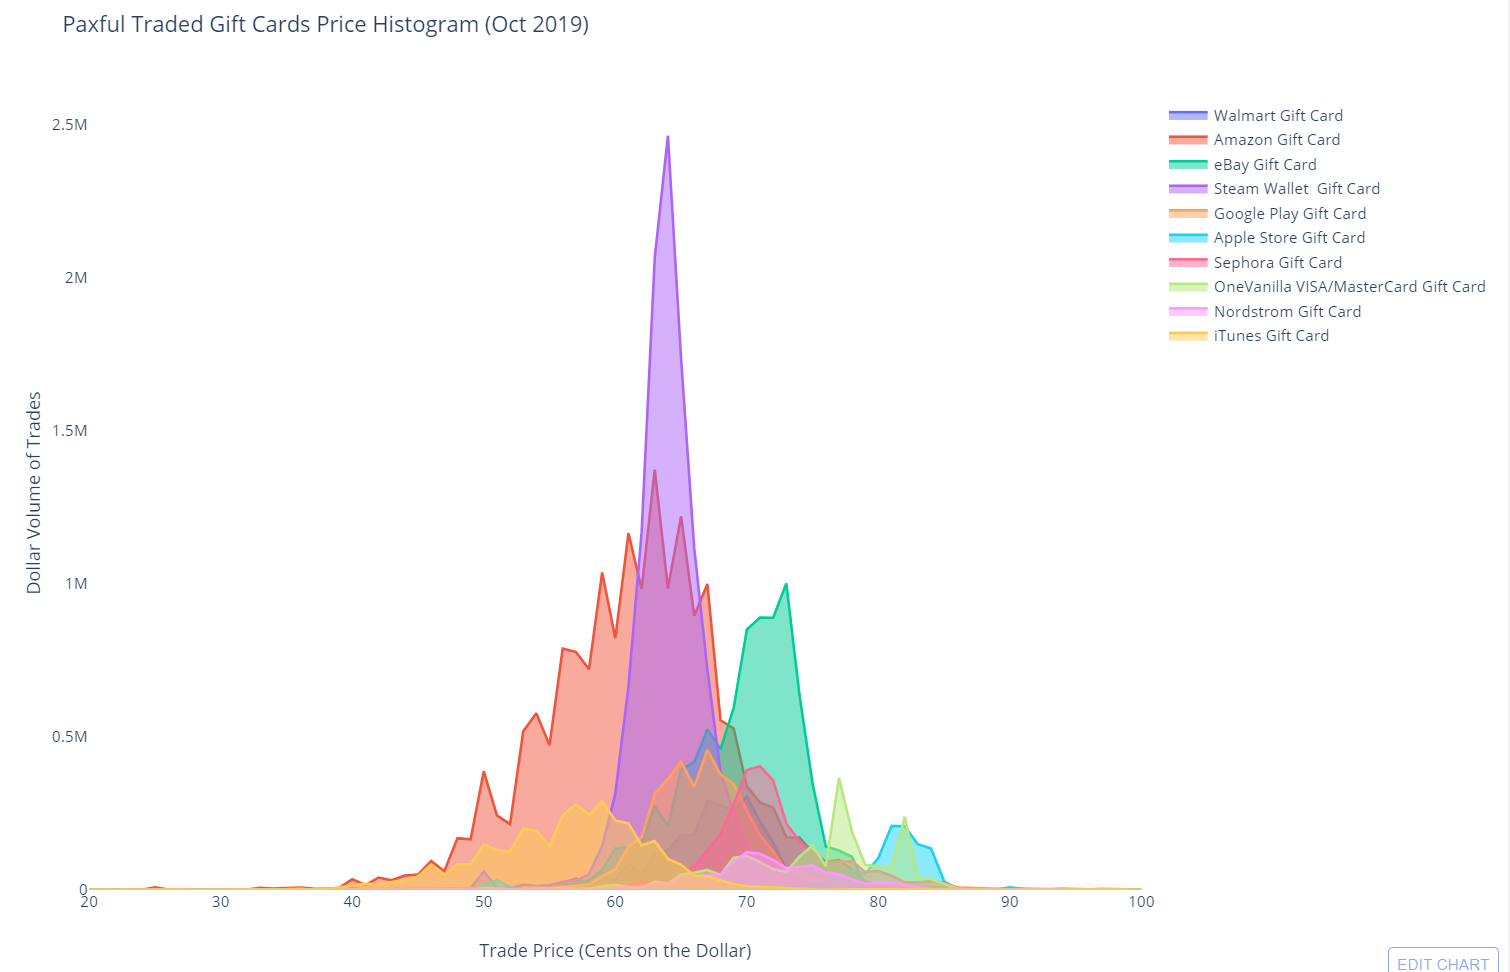 Paxful Traded Gift Cards Price Histogram (Oct 2019)
2.5M
2M
1.5M
1M
0.5M
0
Dollar Volume of Trades
20 30 40 50 60 70 80 90 100
Trade Price (Cents on the Dollar)
Walmart Gift Card
Amazon Gift Card
eBay Gift Card
Steam Wallet  Gift Card
Google Play Gift Card
Apple Store Gift Card
Sephora Gift Card
OneVanilla VISA/MasterCard Gift Card
Nordstrom Gift Card
iTunes Gift Card
EDIT CHART